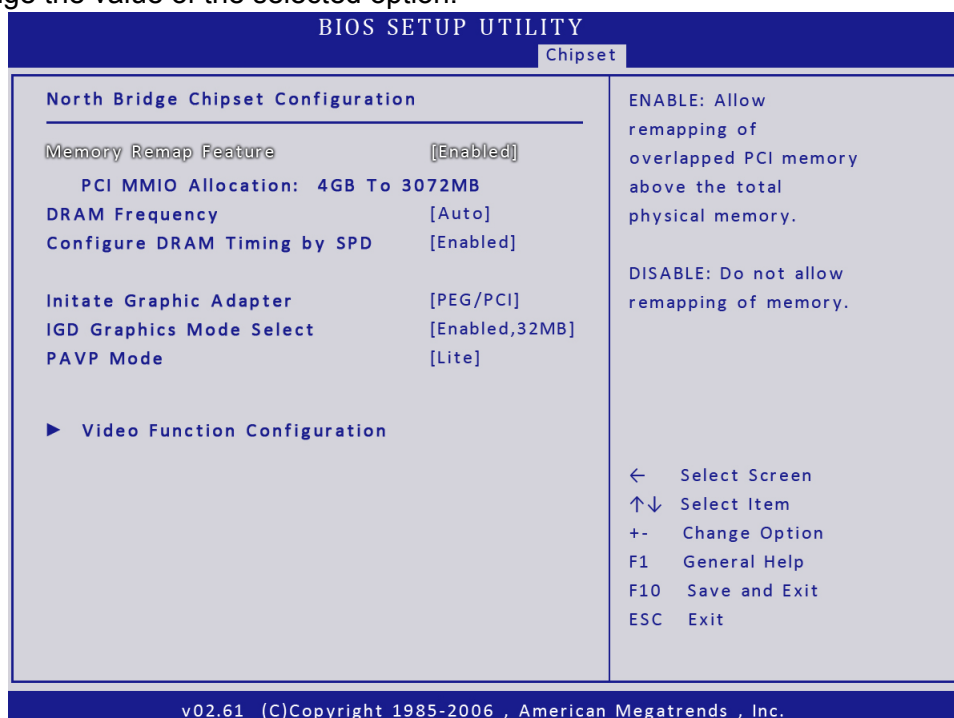 ge the value of the selected option.
BIOS SETUP UTILITY
Chipset
North Bridge Chipset Configuration
Memory Remap Feature [Enabled]
PCI MMIO Allocation: 4GB To 3072MB
DRAM Frequency [Auto]
Configure DRAM Timing by SPD [Enabled]
Initate Graphic Adapter [PEG/PCI]
IGD Graphics Mode Select [Enabled,32MB]
PAVP Mode [Lite]
► Video Function Configuration
ENABLE: Allow
remapping of
overlapped PCI memory
above the total
physical memory.
DISABLE: Do not allow
remapping of memory.
← Select Screen
↑↓ Select Item
+- Change Option
F1 General Help
F10 Save and Exit
ESC Exit
v02.61 (C)Copyright 1985-2006 , American Megatrends , Inc.